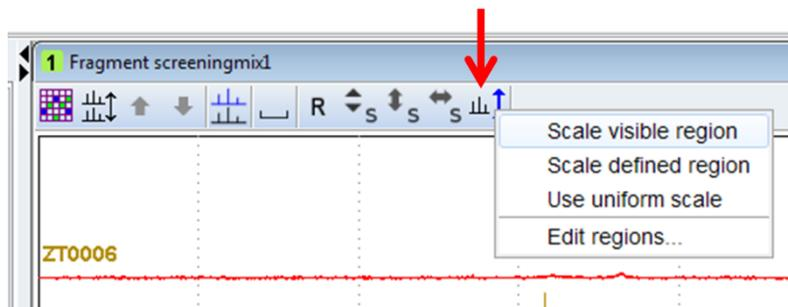 1 Fragment screeningmix1
R S S S
Scale visible region
Scale defined region
Use uniform scale
Edit regions...
ZT0006